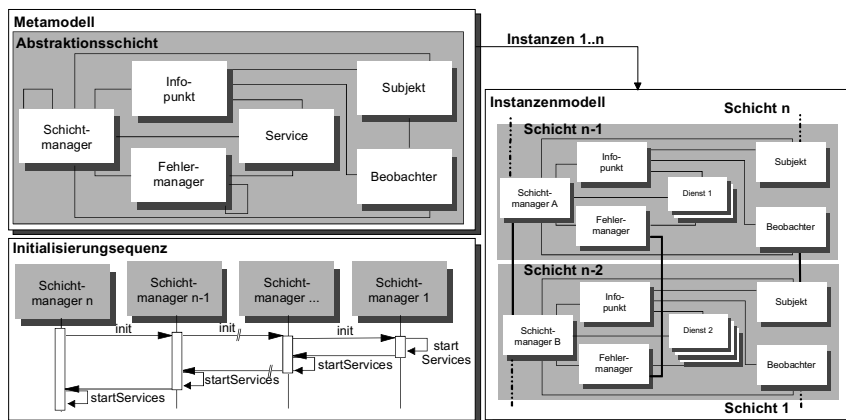 Metamodell
Abstraktionsschicht
Info-
punkt
Subjekt
Schicht-
manager
Service
Fehler-
manager
Beobachter
Instanzen 1..n
Initialisierungsequenz
Schicht-
manager n
Schicht-
manager n-1
Schicht-
manager ...
Schicht-
manager 1
init
init
init
start
Services
startServices
startServices
startServices
Instanzenmodell
Schicht n
Schicht n-1
Info-
punkt
Subjekt
Schicht-
manager A
Dienst 1
Fehler-
manager
Beobachter
Schicht n-2
Info-
punkt
Subjekt
Schicht-
manager B
Dienst 2
Fehler-
manager
Beobachter
Schicht 1